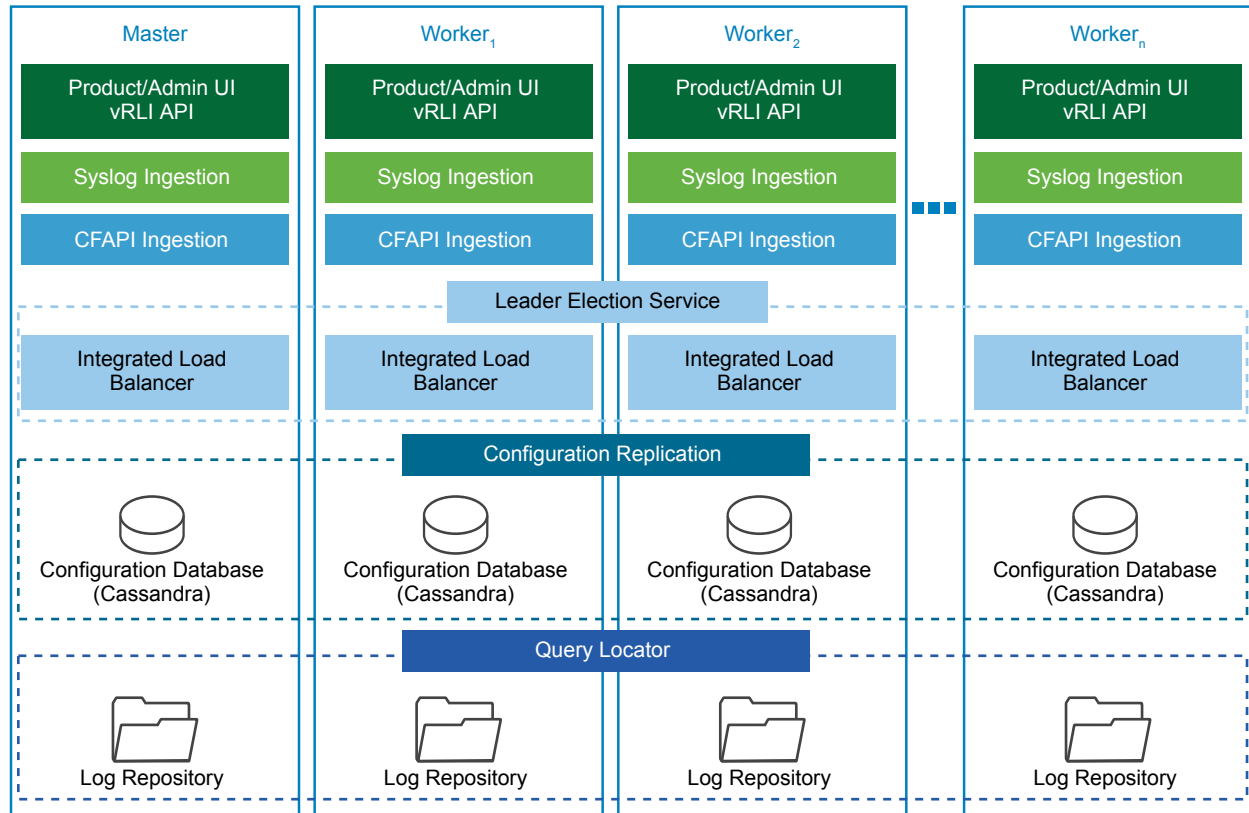 Master
Worker1
Worker2
Workern
Product/Admin UI
vRLI API
Product/Admin UI
vRLI API
Product/Admin UI
vRLI API
Product/Admin UI
vRLI API
Syslog Ingestion
Syslog Ingestion
Syslog Ingestion
Syslog Ingestion
CFAPI Ingestion
CFAPI Ingestion
CFAPI Ingestion
CFAPI Ingestion
Leader Election Service
Integrated Load
Balancer
Integrated Load
Balancer
Integrated Load
Balancer
Integrated Load
Balancer
Configuration Replication
Configuration Database
(Cassandra)
Configuration Database
(Cassandra)
Configuration Database
(Cassandra)
Configuration Database
(Cassandra)
Query Locator
Log Repository
Log Repository
Log Repository
Log Repository